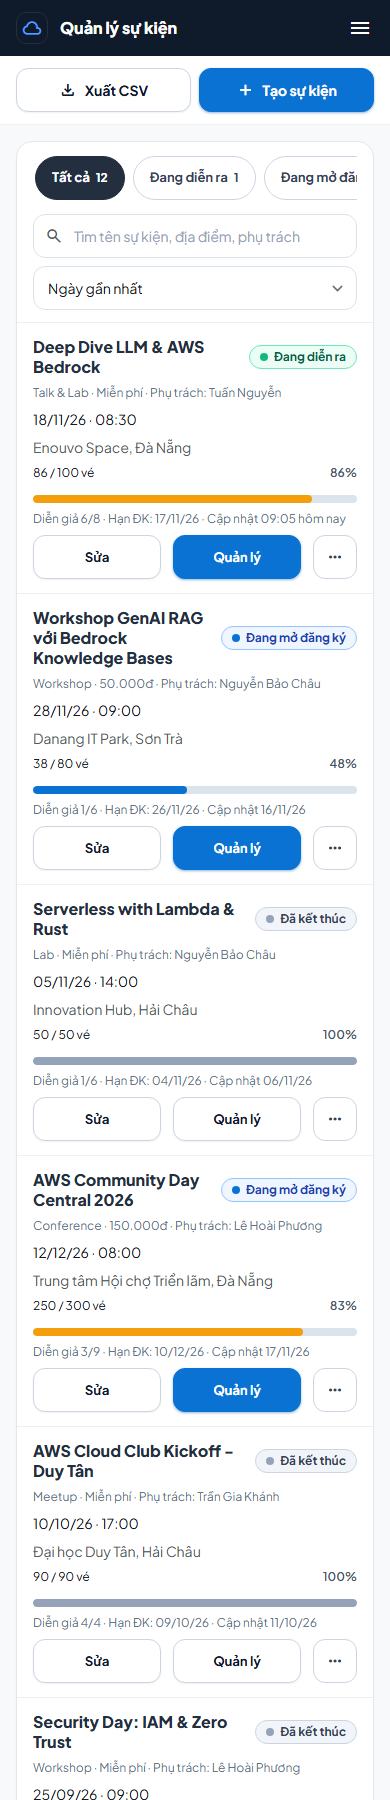 Quản lý sự kiện
Xuất CSV
Tạo sự kiện
Tất cả 12
Đang diễn ra 1
Đang mở đăn
Tìm tên sự kiện, địa điểm, phụ trách
Ngày gần nhất
Deep Dive LLM & AWS
Bedrock
Đang diễn ra
Talk & Lab · Miễn phí · Phụ trách: Tuấn Nguyễn
18/11/26 · 08:30
Enouvo Space, Đà Nẵng
86 / 100 vé
86%
Diễn giả 6/8 · Hạn ĐK: 17/11/26 · Cập nhật 09:05 hôm nay
Sửa
Quản lý
Workshop GenAI RAG
với Bedrock
Knowledge Bases
Đang mở đăng ký
Workshop · 50.000đ · Phụ trách: Nguyễn Bảo Châu
28/11/26 · 09:00
Danang IT Park, Sơn Trà
38 / 80 vé
48%
Diễn giả 1/6 · Hạn ĐK: 26/11/26 · Cập nhật 16/11/26
Sửa
Quản lý
Serverless with Lambda &
Rust
Đã kết thúc
Lab · Miễn phí · Phụ trách: Nguyễn Bảo Châu
05/11/26 · 14:00
Innovation Hub, Hải Châu
50 / 50 vé
100%
Diễn giả 1/6 · Hạn ĐK: 04/11/26 · Cập nhật 06/11/26
Sửa
Quản lý
AWS Community Day
Central 2026
Đang mở đăng ký
Conference · 150.000đ · Phụ trách: Lê Hoài Phương
12/12/26 · 08:00
Trung tâm Hội chợ Triển lãm, Đà Nẵng
250 / 300 vé
83%
Diễn giả 3/9 · Hạn ĐK: 10/12/26 · Cập nhật 17/11/26
Sửa
Quản lý
AWS Cloud Club Kickoff –
Duy Tân
Đã kết thúc
Meetup · Miễn phí · Phụ trách: Trần Gia Khánh
10/10/26 · 17:00
Đại học Duy Tân, Hải Châu
90 / 90 vé
100%
Diễn giả 4/4 · Hạn ĐK: 09/10/26 · Cập nhật 11/10/26
Sửa
Quản lý
Security Day: IAM & Zero
Trust
Đã kết thúc
Workshop · Miễn phí · Phụ trách: Lê Hoài Phương
25/09/26 · 09:00